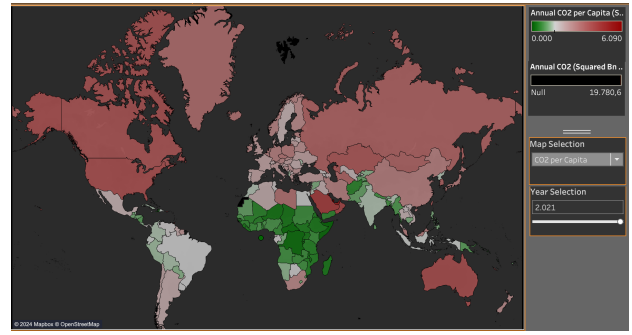 Annual CO2 per Capita (S..
0.000 6.090
Annual CO2 (Squared Bn ..
Null 19.780,6
Map Selection
CO2 per Capita
Year Selection
2.021
© 2024 Mapbox © OpenStreetMap